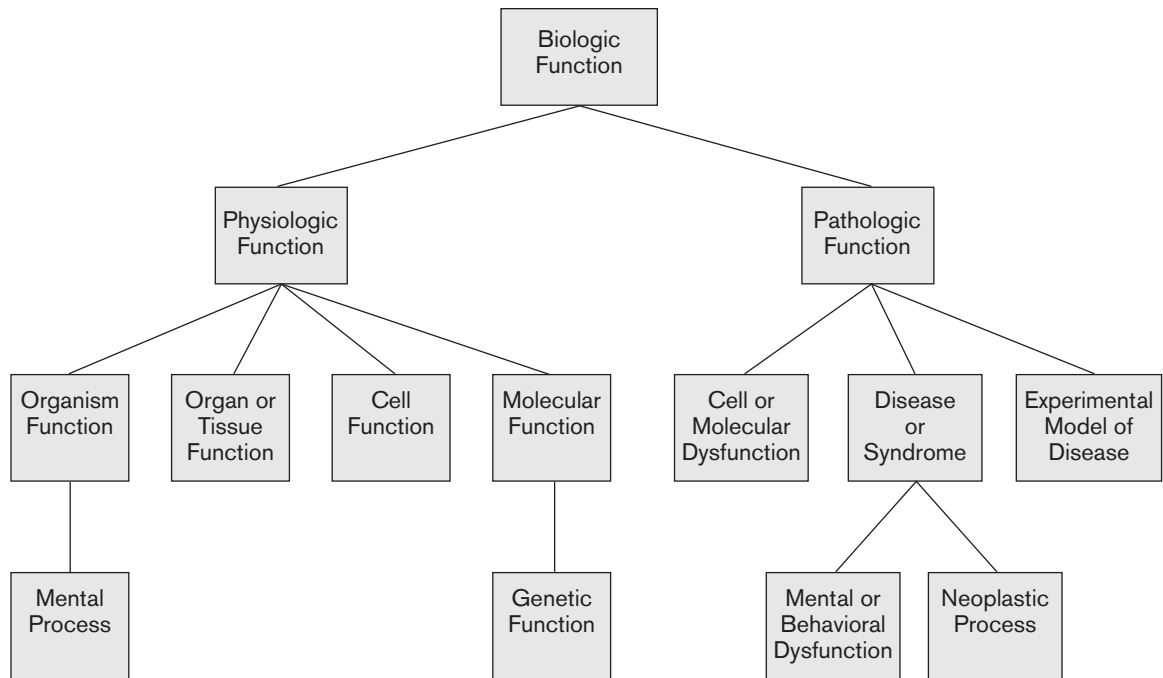 Biologic
Function
Physiologic
Function
Pathologic
Function
Organism
Function
Organ or
Tissue
Function
Cell
Function
Molecular
Function
Cell or
Molecular
Dysfunction
Disease
or
Syndrome
Experimental
Model of
Disease
Mental
Process
Genetic
Function
Mental or
Behavioral
Dysfunction
Neoplastic
Process